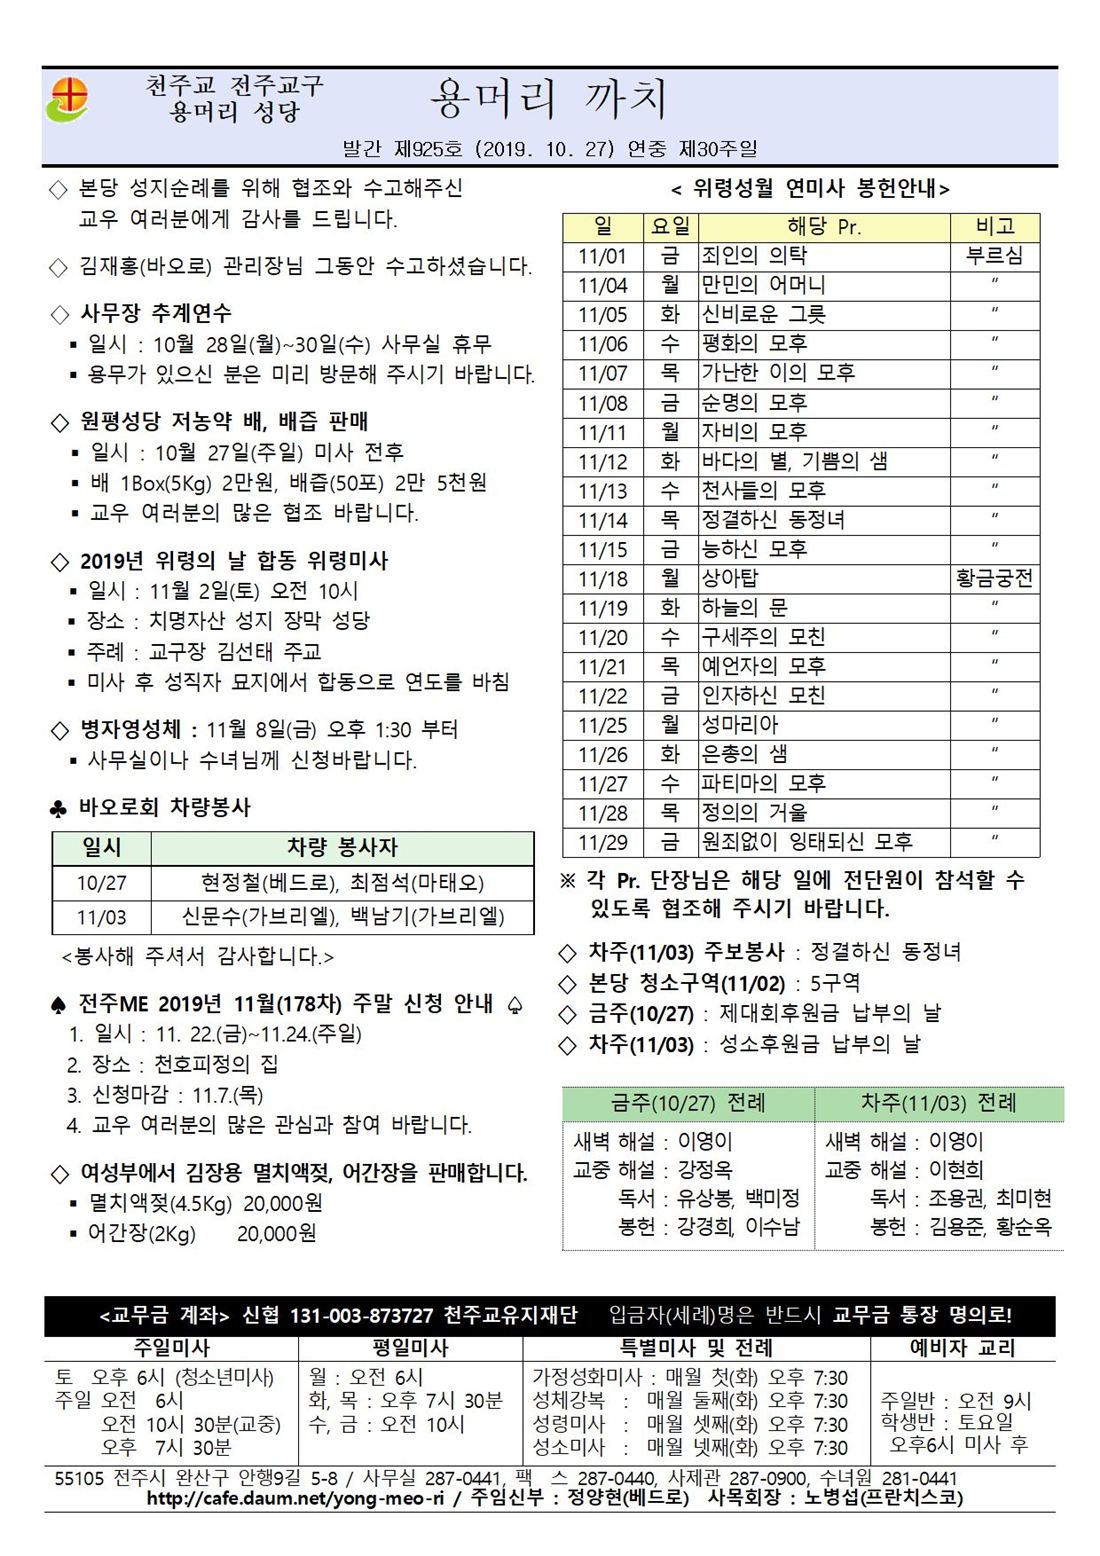 천주교 전주교구
용머리 성당
용머리 까치
발간 제925호 (2019. 10. 27) 연중 제30주일
◇ 본당 성지순례를 위해 협조와 수고해주신
교우 여러분에게 감사를 드립니다.
◇ 김재홍(바오로) 관리장님 그동안 수고하셨습니다.
◇ 사무장 추계연수
▪ 일시 : 10월 28일(월)~30일(수) 사무실 휴무
▪ 용무가 있으신 분은 미리 방문해 주시기 바랍니다.
◇ 원평성당 저농약 배, 배즙 판매
▪ 일시 : 10월 27일(주일) 미사 전후
▪ 배 1Box(5Kg) 2만원, 배즙(50포) 2만 5천원
▪ 교우 여러분의 많은 협조 바랍니다.
◇ 2019년 위령의 날 합동 위령미사
▪ 일시 : 11월 2일(토) 오전 10시
▪ 장소 : 치명자산 성지 장막 성당
▪ 주례 : 교구장 김선태 주교
▪ 미사 후 성직자 묘지에서 합동으로 연도를 바침
◇ 병자영성체 : 11월 8일(금) 오후 1:30 부터
▪ 사무실이나 수녀님께 신청바랍니다.
♣ 바오로회 차량봉사
일시 차량 봉사자
10/27 현정철(베드로), 최점석(마태오)
11/03 신문수(가브리엘), 백남기(가브리엘)
<봉사해 주셔서 감사합니다.>
♠ 전주ME 2019년 11월(178차) 주말 신청 안내 ♤
1. 일시 : 11. 22.(금)~11.24.(주일)
2. 장소 : 천호피정의 집
3. 신청마감 : 11.7.(목)
4. 교우 여러분의 많은 관심과 참여 바랍니다.
◇ 여성부에서 김장용 멸치액젖, 어간장을 판매합니다.
▪ 멸치액젖(4.5Kg) 20,000원
▪ 어간장(2Kg) 20,000원
< 위령성월 연미사 봉헌안내>
일 요일 해당 Pr. 비고
11/01 금 죄인의 의탁 부르심
11/04 월 만민의 어머니 〃
11/05 화 신비로운 그릇 〃
11/06 수 평화의 모후 〃
11/07 목 가난한 이의 모후 〃
11/08 금 순명의 모후 〃
11/11 월 자비의 모후 〃
11/12 화 바다의 별, 기쁨의 샘 〃
11/13 수 천사들의 모후 〃
11/14 목 정결하신 동정녀 〃
11/15 금 능하신 모후 〃
11/18 월 상아탑 황금궁전
11/19 화 하늘의 문 〃
11/20 수 구세주의 모친 〃
11/21 목 예언자의 모후 〃
11/22 금 인자하신 모친 〃
11/25 월 성마리아 〃
11/26 화 은총의 샘 〃
11/27 수 파티마의 모후 〃
11/28 목 정의의 거울 〃
11/29 금 원죄없이 잉태되신 모후 〃
※ 각 Pr. 단장님은 해당 일에 전단원이 참석할 수
있도록 협조해 주시기 바랍니다.
◇ 차주(11/03) 주보봉사 : 정결하신 동정녀
◇ 본당 청소구역(11/02) : 5구역
◇ 금주(10/27) : 제대회후원금 납부의 날
◇ 차주(11/03) : 성소후원금 납부의 날
금주(10/27) 전례 차주(11/03) 전례
새벽 해설 : 이영이 새벽 해설 : 이영이
교중 해설 : 강정옥 교중 해설 : 이현희
독서 : 유상봉, 백미정 독서 : 조용권, 최미현
봉헌 : 강경희, 이수남 봉헌 : 김용준, 황순옥
<교무금 계좌> 신협 131-003-873727 천주교유지재단 입금자(세례)명은 반드시 교무금 통장 명의로!
주일미사 평일미사 특별미사 및 전례 예비자 교리
토 오후 6시 (청소년미사) 월 : 오전 6시 가정성화미사 : 매월 첫(화) 오후 7:30
주일 오전 6시 화, 목 : 오후 7시 30분 성체강복 : 매월 둘째(화) 오후 7:30 주일반 : 오전 9시
오전 10시 30분(교중) 수, 금 : 오전 10시 성령미사 : 매월 셋째(화) 오후 7:30 학생반 : 토요일
오후 7시 30분 성소미사 : 매월 넷째(화) 오후 7:30 오후6시 미사 후
55105 전주시 완산구 안행9길 5-8 / 사무실 287-0441, 팩 스 287-0440, 사제관 287-0900, 수녀원 281-0441
http://cafe.daum.net/yong-meo-ri / 주임신부 : 정양현(베드로) 사목회장 : 노병섭(프란치스코)